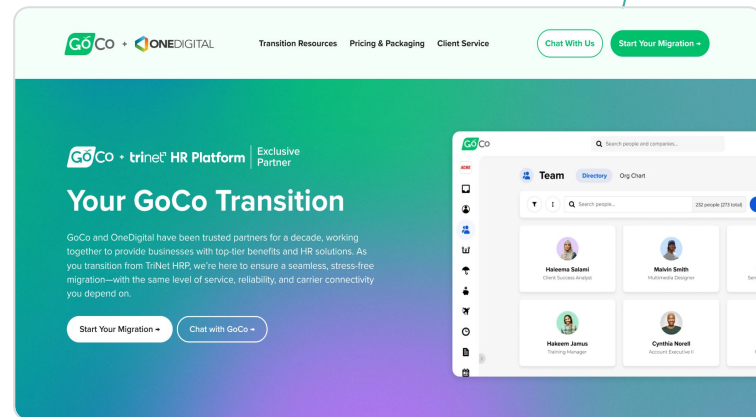 GoCo + ONEDIGITAL
Transition Resources Pricing & Packaging Client Service
Chat With Us
Start Your Migration →
GoCo + trinet HR Platform Exclusive
Partner
Your GoCo Transition
GoCo and OneDigital have been trusted partners for a decade, working
together to provide businesses with top-tier benefits and HR solutions. As
you transition from TriNet HRP, we're here to ensure a seamless, stress-free
migration—with the same level of service, reliability, and carrier connectivity
you depend on.
Start Your Migration →
Chat with GoCo →
GoCo
Search people and companies...
ACME
Team Directory Org Chart
Search people...
232 people (273 total)
Haleema Salami
Client Success Analyst
Malvin Smith
Multimedia Designer
Hakeem Jamus
Training Manager
Cynthia Norell
Account Executive II